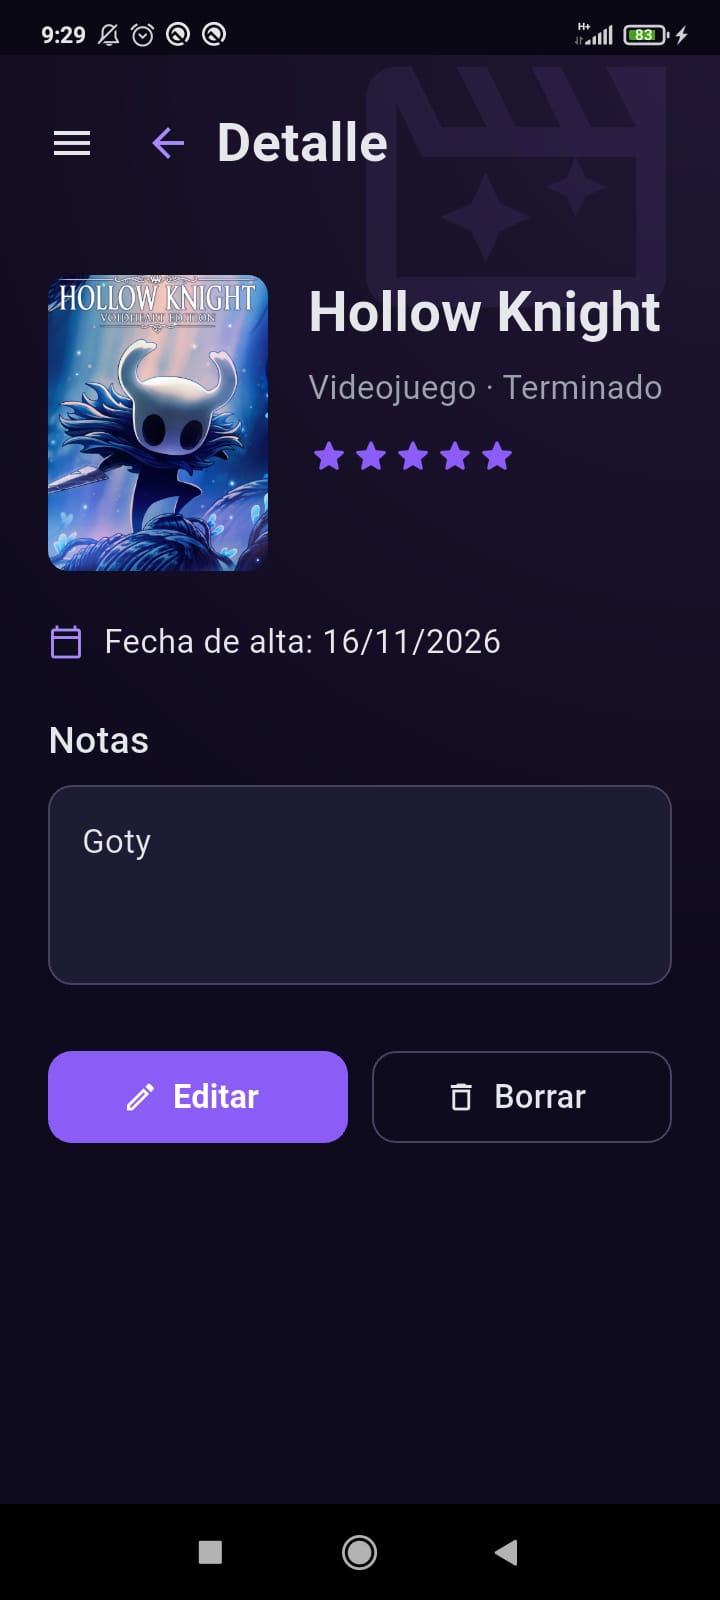 9:29
H+
83
Detalle
HOLLOW KNIGHT
VOIDHEART EDITION
Hollow Knight
Videojuego · Terminado
Fecha de alta: 16/11/2026
Notas
Goty
Editar
Borrar